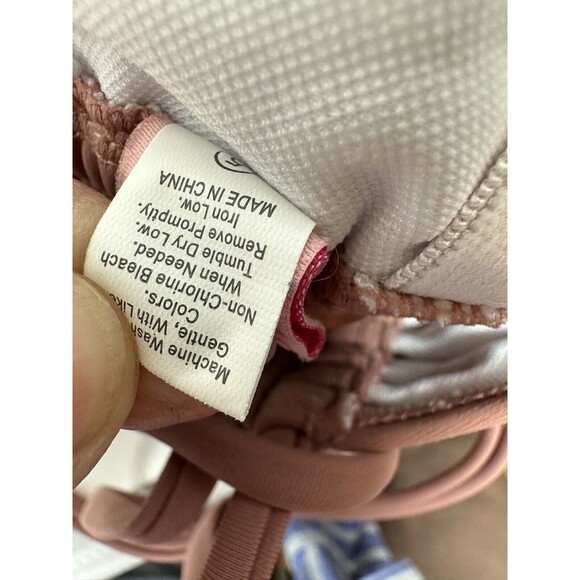 Machine Wash
Gentle, With Like
Colors.
Non-Chlorine Bleach
When Needed.
Tumble Dry Low.
Remove Promptly.
Iron Low.
MADE IN CHINA